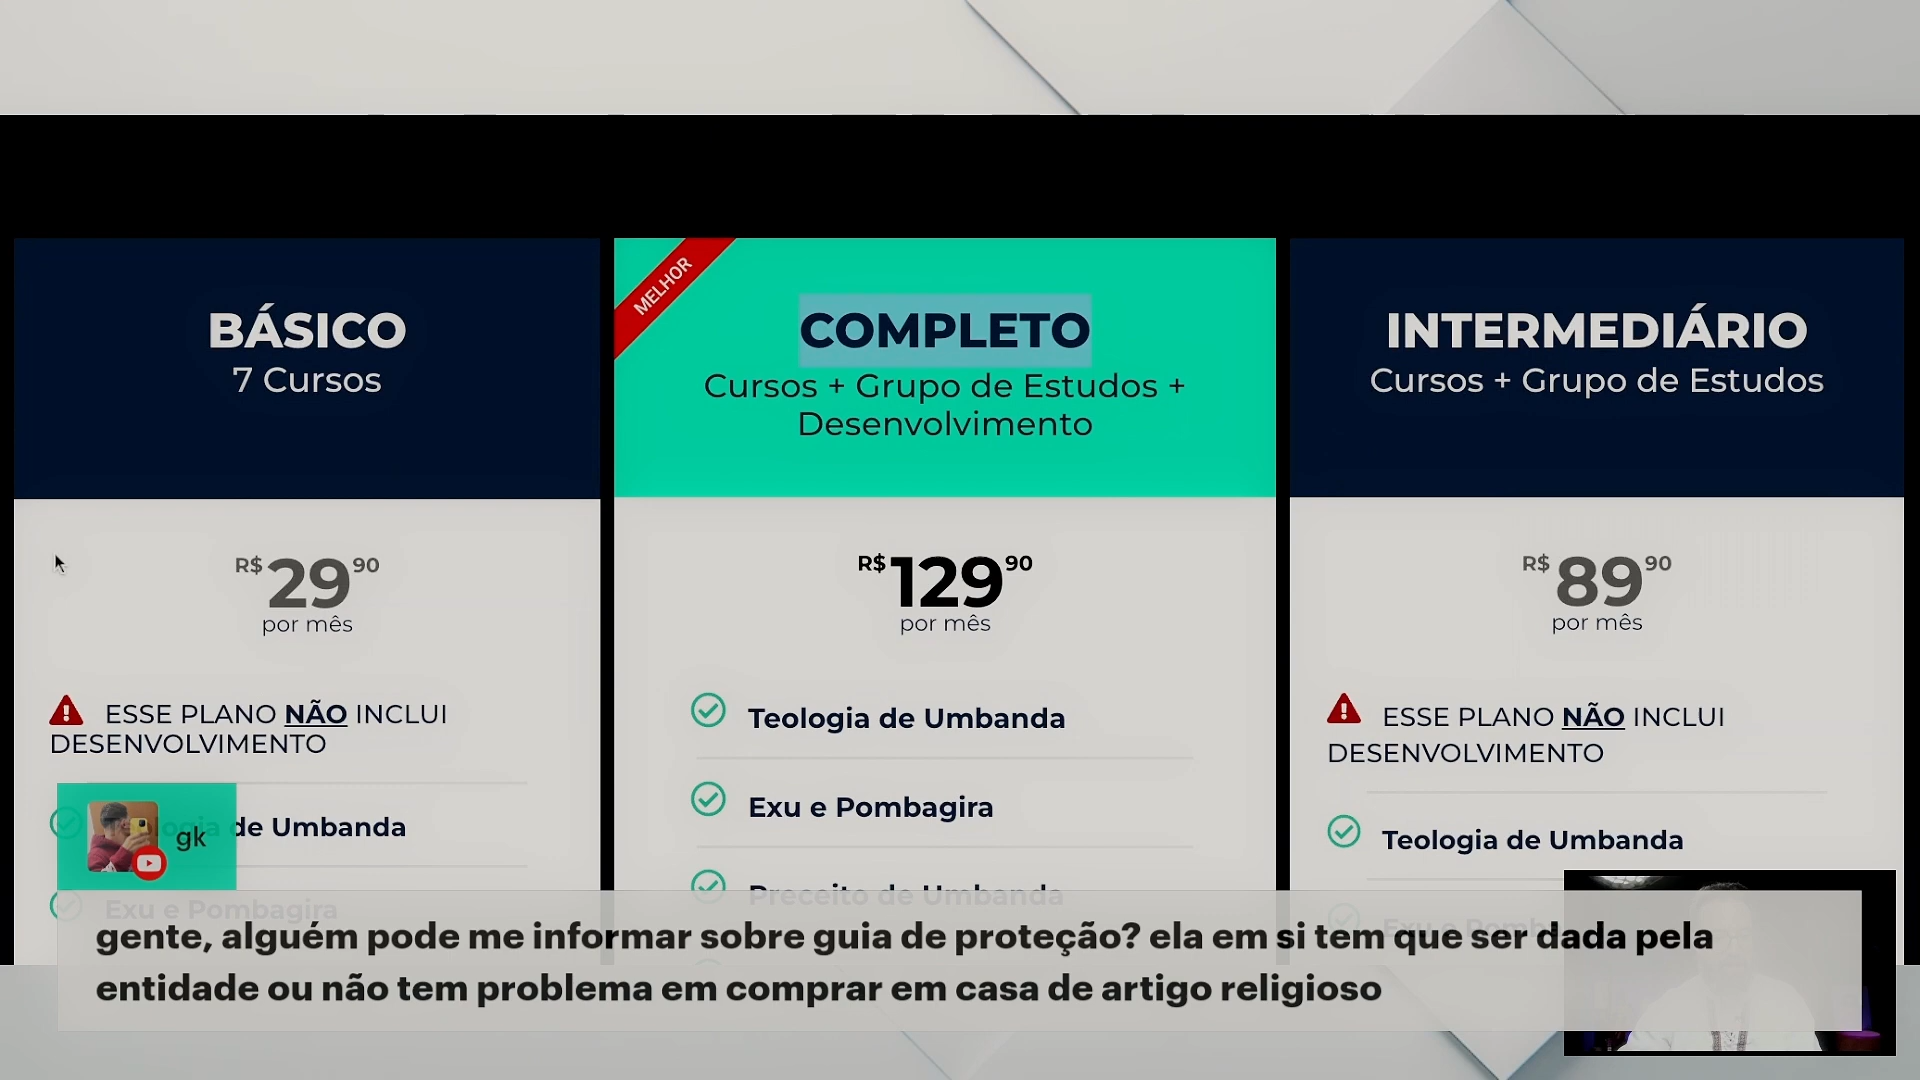 BÁSICO
7 Cursos
R$ 29 90
por mês
ESSE PLANO NÃO INCLUI
DESENVOLVIMENTO
de Umbanda
Exu e Pombagira
MELHOR
COMPLETO
Cursos + Grupo de Estudos +
Desenvolvimento
R$ 129 90
por mês
Teologia de Umbanda
Exu e Pombagira
Preceito de Umbanda
INTERMEDIÁRIO
Cursos + Grupo de Estudos
R$ 89 90
por mês
ESSE PLANO NÃO INCLUI
DESENVOLVIMENTO
Teologia de Umbanda
gk
gente, alguém pode me informar sobre guia de proteção? ela em si tem que ser dada pela
entidade ou não tem problema em comprar em casa de artigo religioso